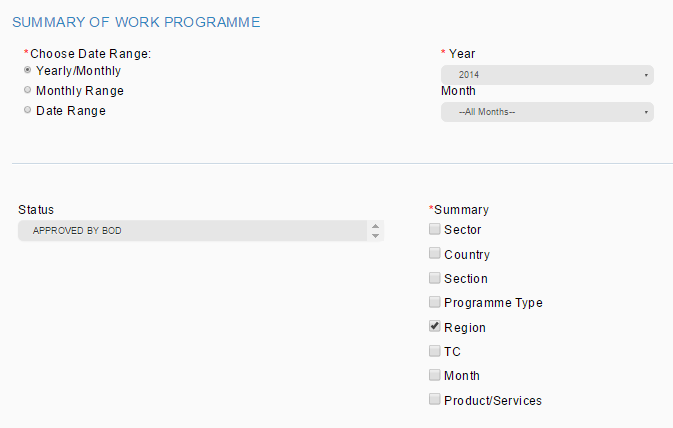 SUMMARY OF WORK PROGRAMME
*Choose Date Range:
Yearly/Monthly
Monthly Range
Date Range
* Year
2014
Month
--All Months--
Status
APPROVED BY BOD
*Summary
Sector
Country
Section
Programme Type
Region
TC
Month
Product/Services